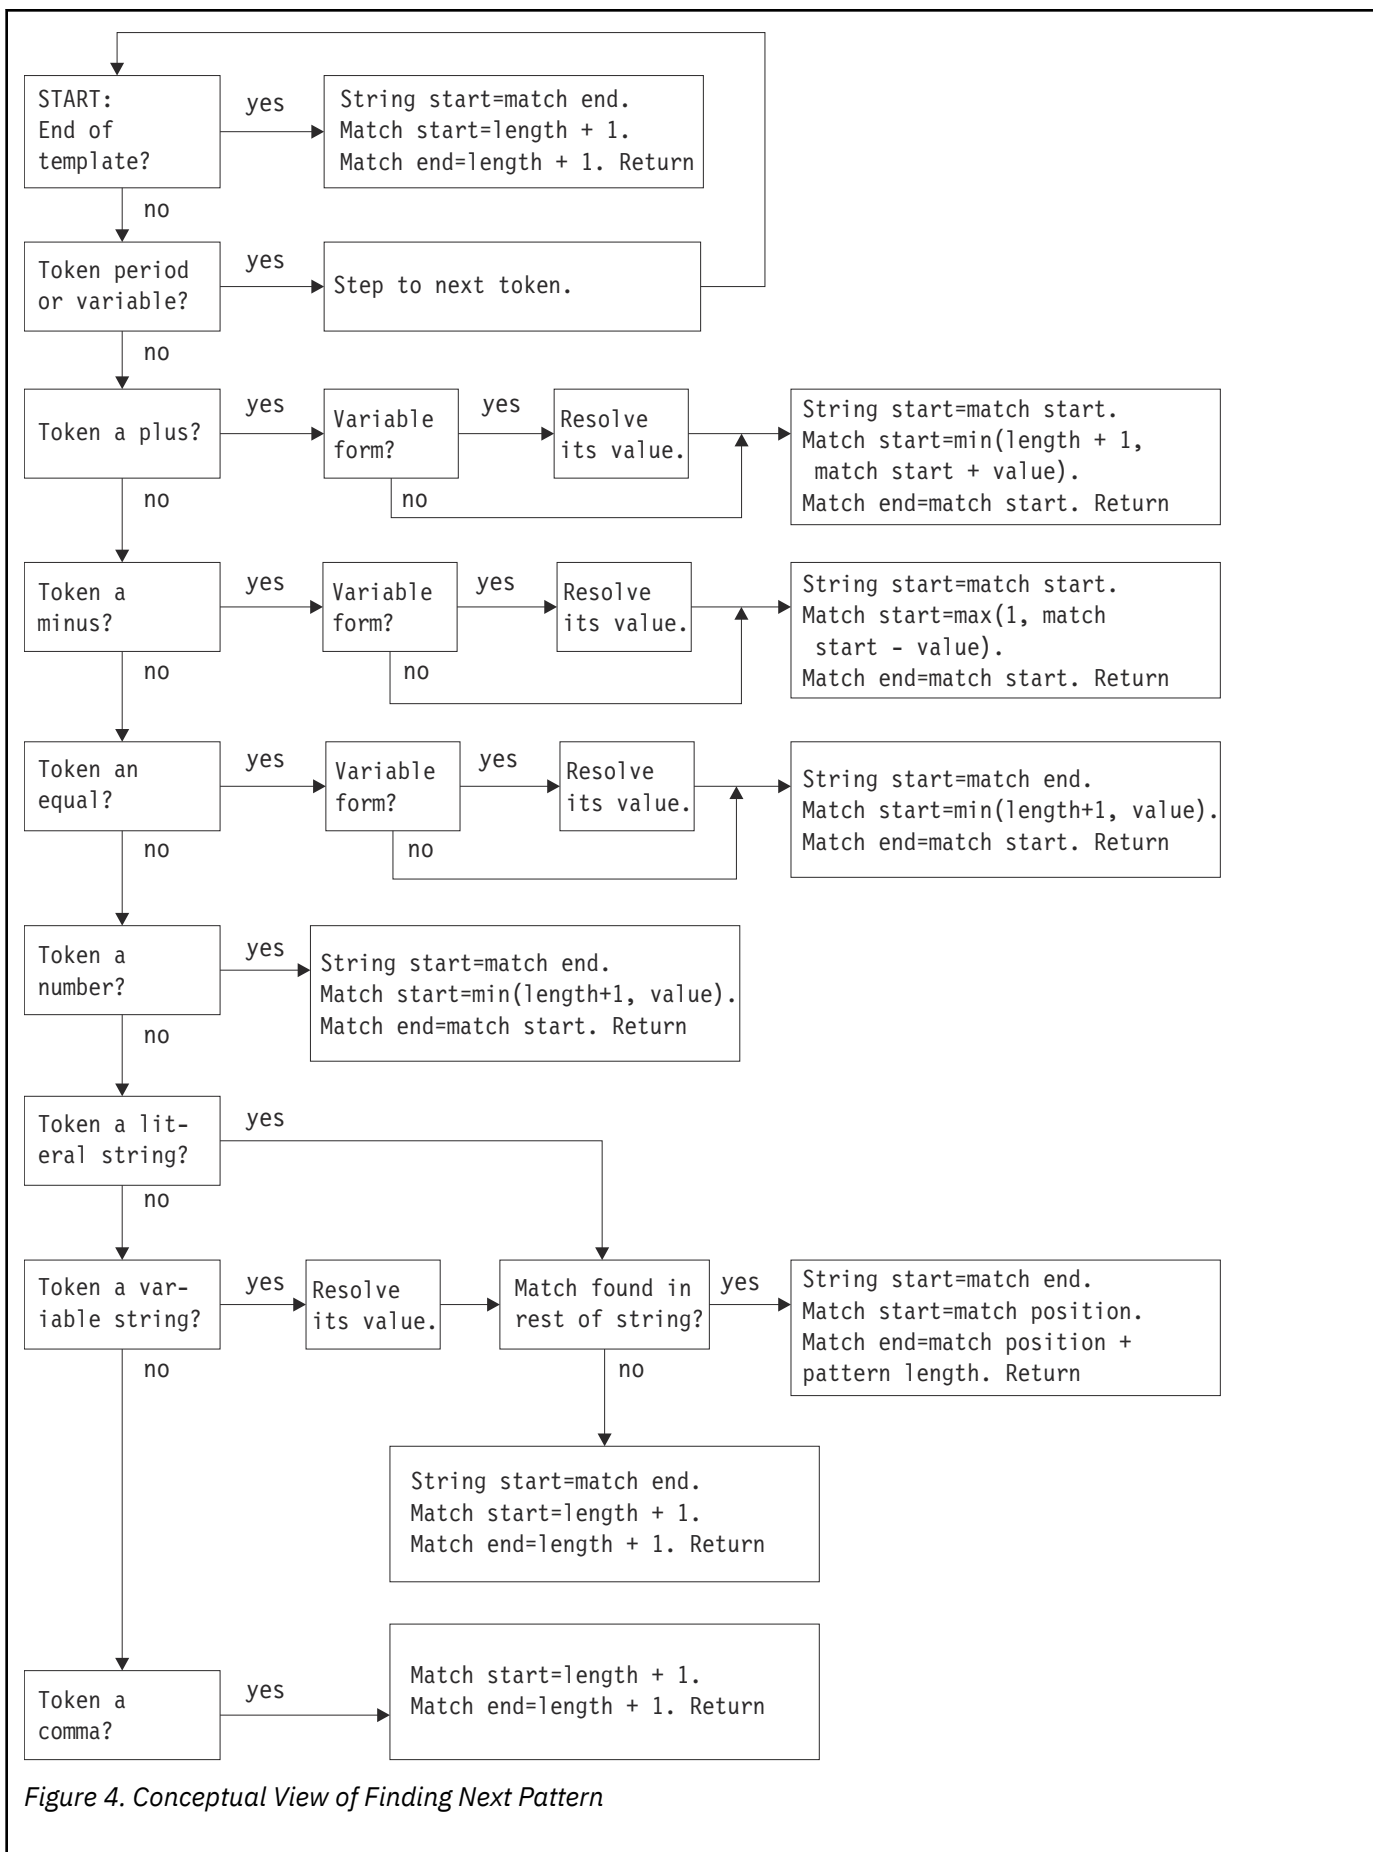 START:
End of
template?
yes
String start=match end.
Match start=length + 1.
Match end=length + 1. Return
no
Token period
or variable?
yes
Step to next token.
no
Token a plus?
yes
Variable
form?
yes
Resolve
its value.
String start=match start.
Match start=min(length + 1,
match start + value).
Match end=match start. Return
no
no
Token a
minus?
yes
Variable
form?
yes
Resolve
its value.
String start=match start.
Match start=max(1, match
start - value).
Match end=match start. Return
no
no
Token an
equal?
yes
Variable
form?
yes
Resolve
its value.
String start=match end.
Match start=min(length+1, value).
Match end=match start. Return
no
no
Token a
number?
yes
String start=match end.
Match start=min(length+1, value).
Match end=match start. Return
no
Token a lit-
eral string?
yes
no
Token a var-
iable string?
yes
Resolve
its value.
Match found in
rest of string?
yes
String start=match end.
Match start=match position.
Match end=match position +
pattern length. Return
no
no
String start=match end.
Match start=length + 1.
Match end=length + 1. Return
Token a
comma?
yes
Match start=length + 1.
Match end=length + 1. Return
Figure 4. Conceptual View of Finding Next Pattern